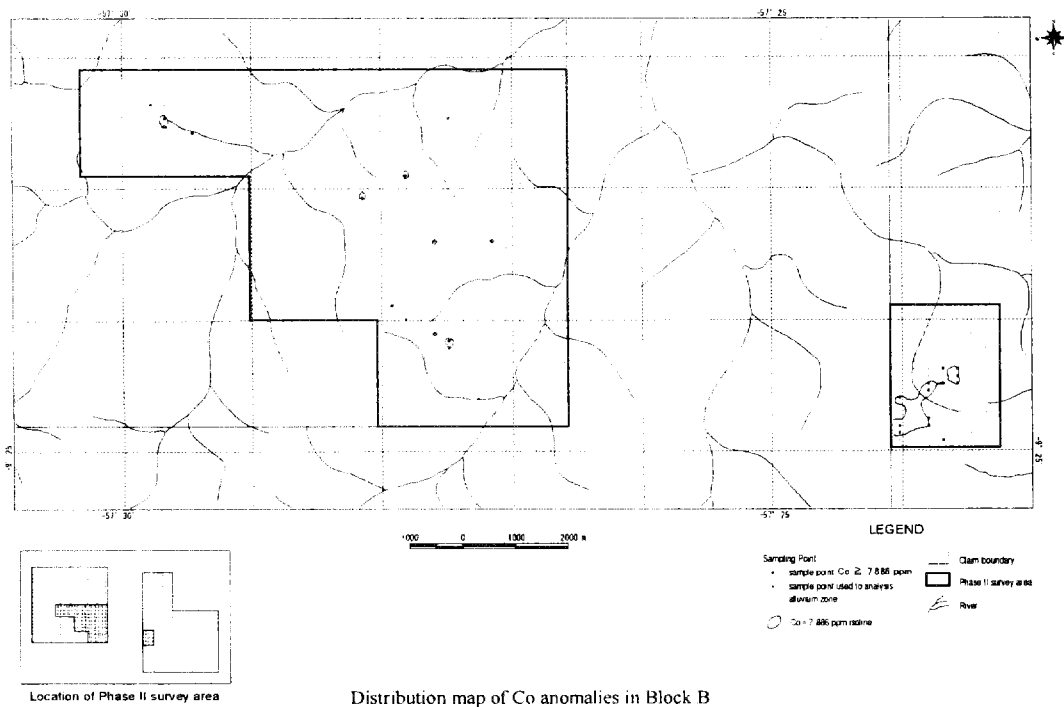 -57° 30'
-57° 25'
-9° 25
-9° 25
-57° 30'
-57° 25
1000 0 1000 2000 m
LEGEND
Sampling Point
sample point Co ≥ 7.886 ppm
sample point used to analysis
alluvium zone
Co = 7.886 ppm isoline
Claim boundary
Phase II survey area
River
Location of Phase II survey area
Distribution map of Co anomalies in Block B